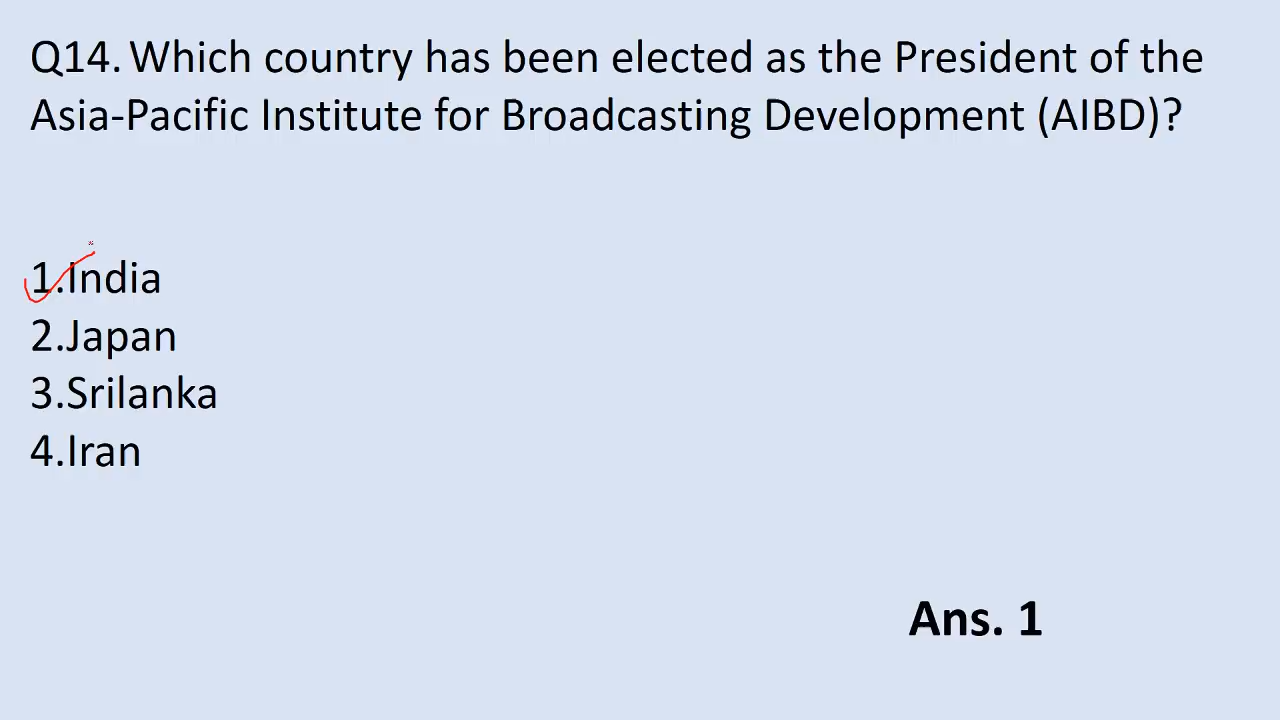 Q14. Which country has been elected as the President of the
Asia-Pacific Institute for Broadcasting Development (AIBD)?
1.India
2.Japan
3.Srilanka
4.Iran
Ans. 1